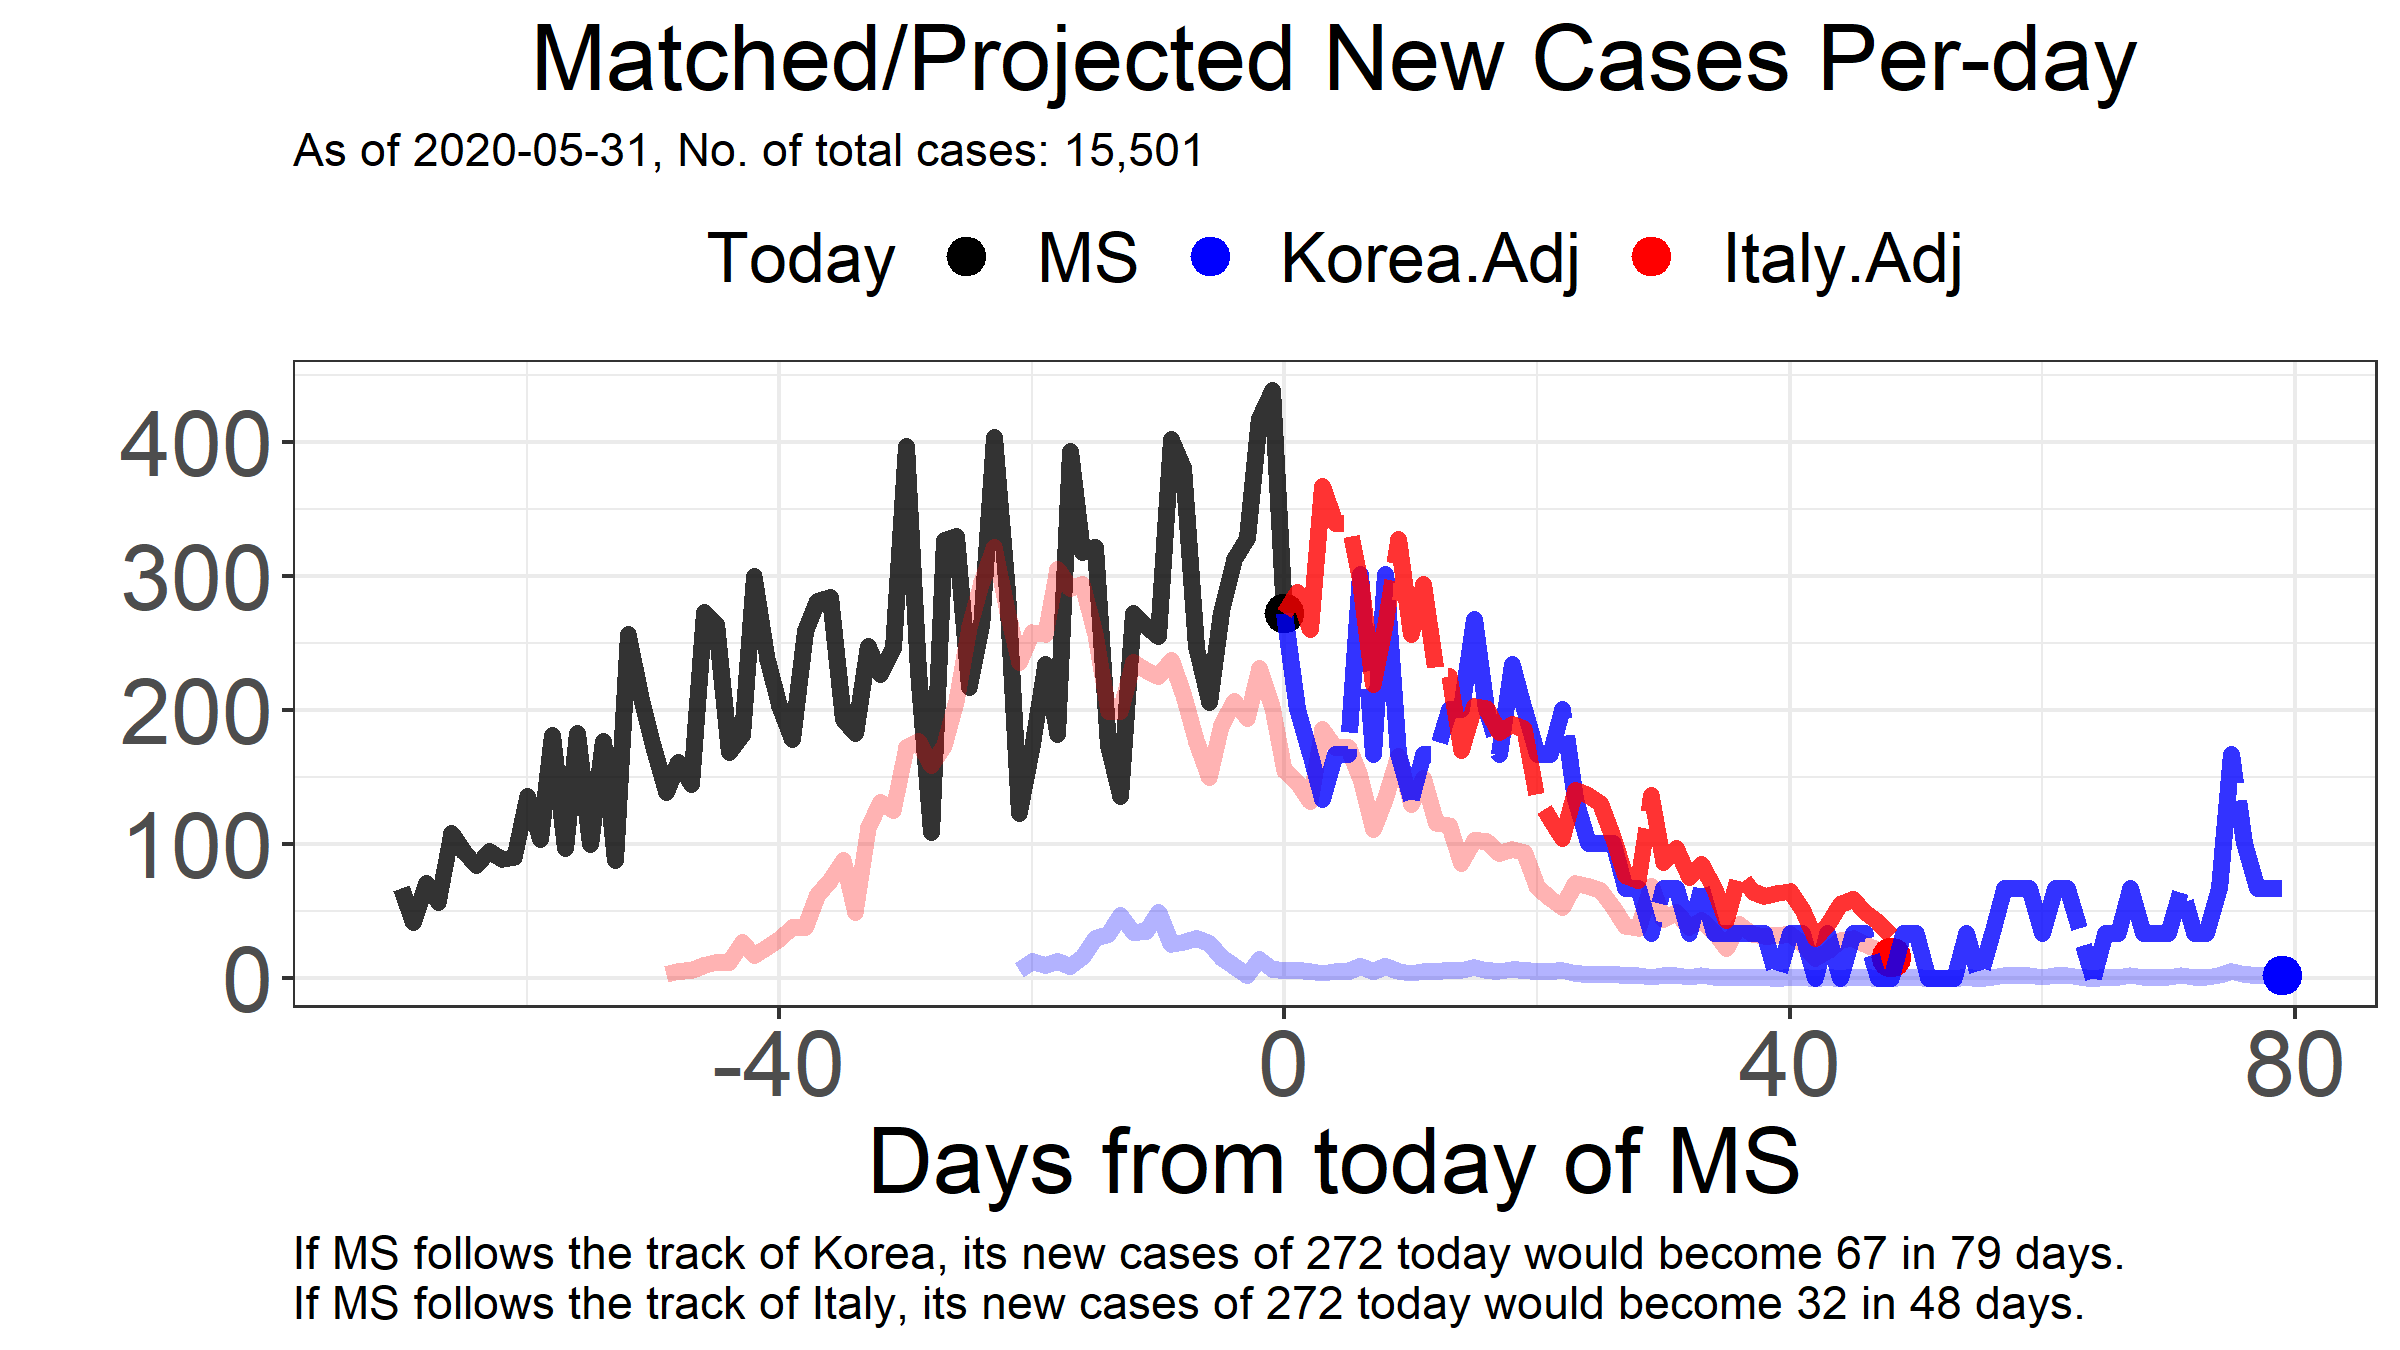 Matched/Projected New Cases Per-day
As of 2020-05-31, No. of total cases: 15,501
Today MS Korea.Adj Italy.Adj
400
300
200
100
0
-40 0 40 80
Days from today of MS
If MS follows the track of Korea, its new cases of 272 today would become 67 in 79 days.
If MS follows the track of Italy, its new cases of 272 today would become 32 in 48 days.